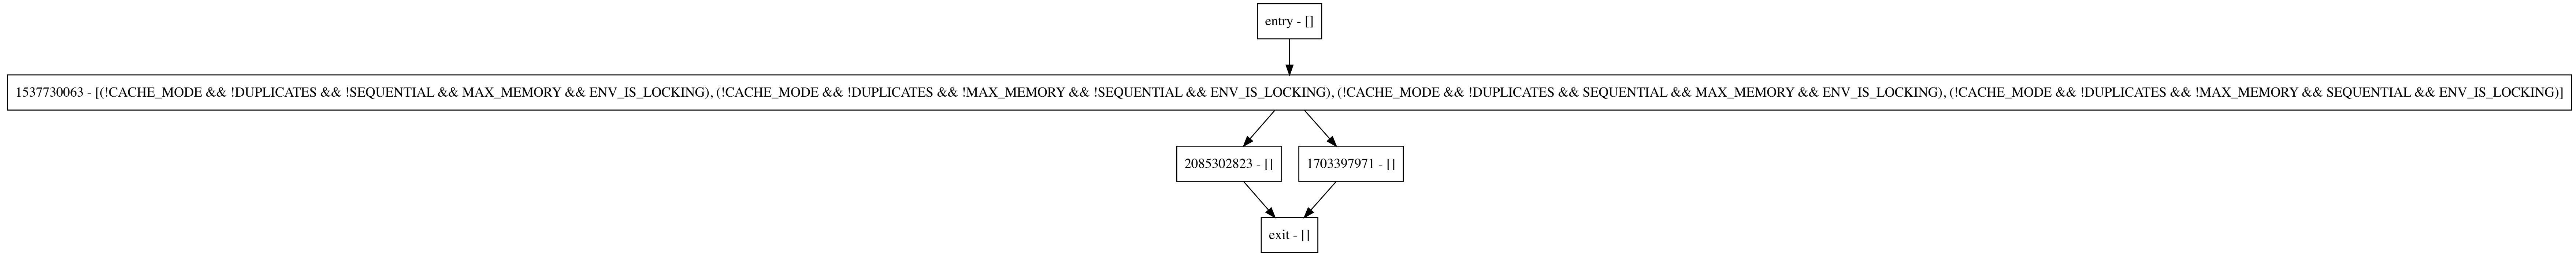 entry - []
1537730063 - [(!CACHE_MODE && !DUPLICATES && !SEQUENTIAL && MAX_MEMORY && ENV_IS_LOCKING), (!CACHE_MODE && !DUPLICATES && !MAX_MEMORY && !SEQUENTIAL && ENV_IS_LOCKING), (!CACHE_MODE && !DUPLICATES && SEQUENTIAL && MAX_MEMORY && ENV_IS_LOCKING), (!CACHE_MODE && !DUPLICATES && !MAX_MEMORY && SEQUENTIAL && ENV_IS_LOCKING)]
2085302823 - []
1703397971 - []
exit - []